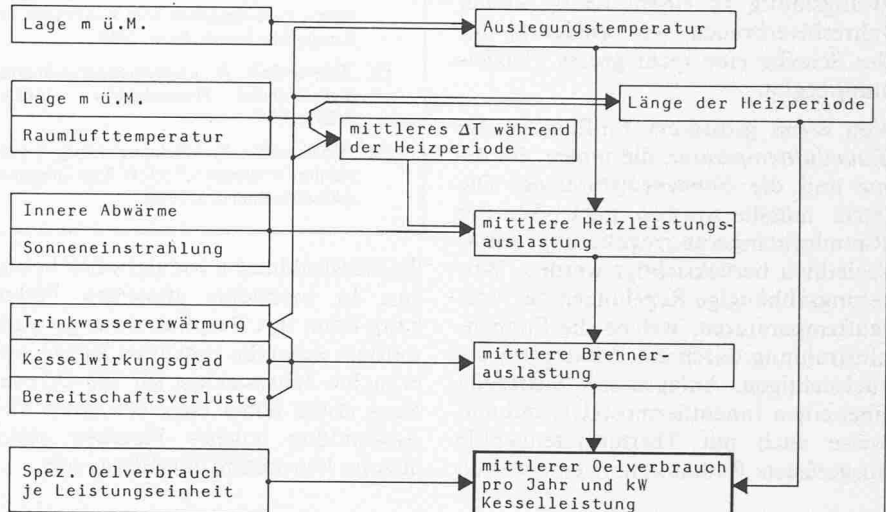 Lage m ü.M.
Auslegungstemperatur
Lage m ü.M.
Raumlufttemperatur
Länge der Heizperiode
mittleres ΔT während
der Heizperiode
Innere Abwärme
Sonneneinstrahlung
mittlere Heizleistungs-
auslastung
Trinkwassererwärmung
Kesselwirkungsgrad
Bereitschaftsverluste
mittlere Brenner-
auslastung
Spez. Oelverbrauch
je Leistungseinheit
mittlerer Oelverbrauch
pro Jahr und kW
Kesselleistung